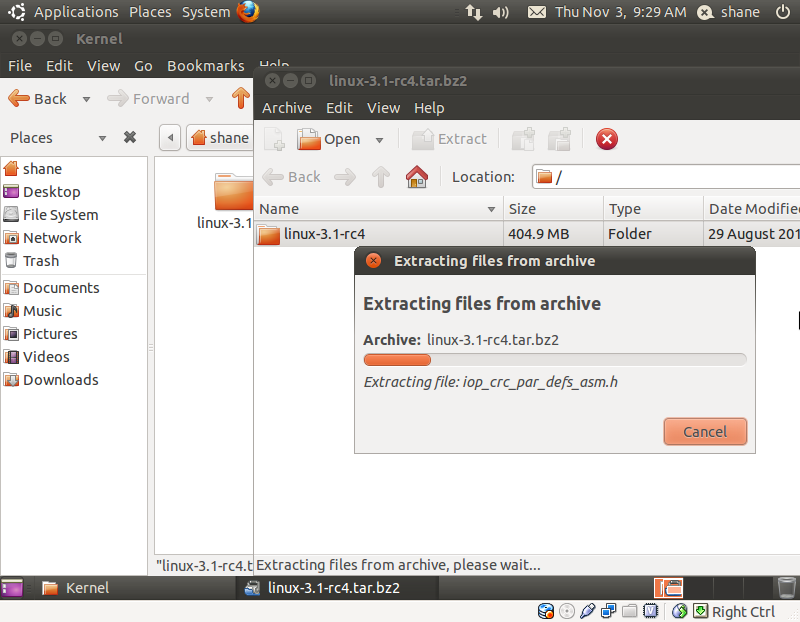 Applications Places System Thu Nov 3, 9:29 AM shane
Kernel
File Edit View Go Bookmarks Help
linux-3.1-rc4.tar.bz2
Archive Edit View Help
Back Forward
Open Extract
Places shane
Back Location: /
Name Size Type Date Modified
linux-3.1-rc4 404.9 MB Folder 29 August 201
shane
Desktop
File System
Network
Trash
Documents
Music
Pictures
Videos
Downloads
linux-3.1
Extracting files from archive
Extracting files from archive
Archive: linux-3.1-rc4.tar.bz2
Extracting file: iop_crc_par_defs_asm.h
Cancel
"linux-3.1-rc4.t
Extracting files from archive, please wait...
Kernel linux-3.1-rc4.tar.bz2
Right Ctrl